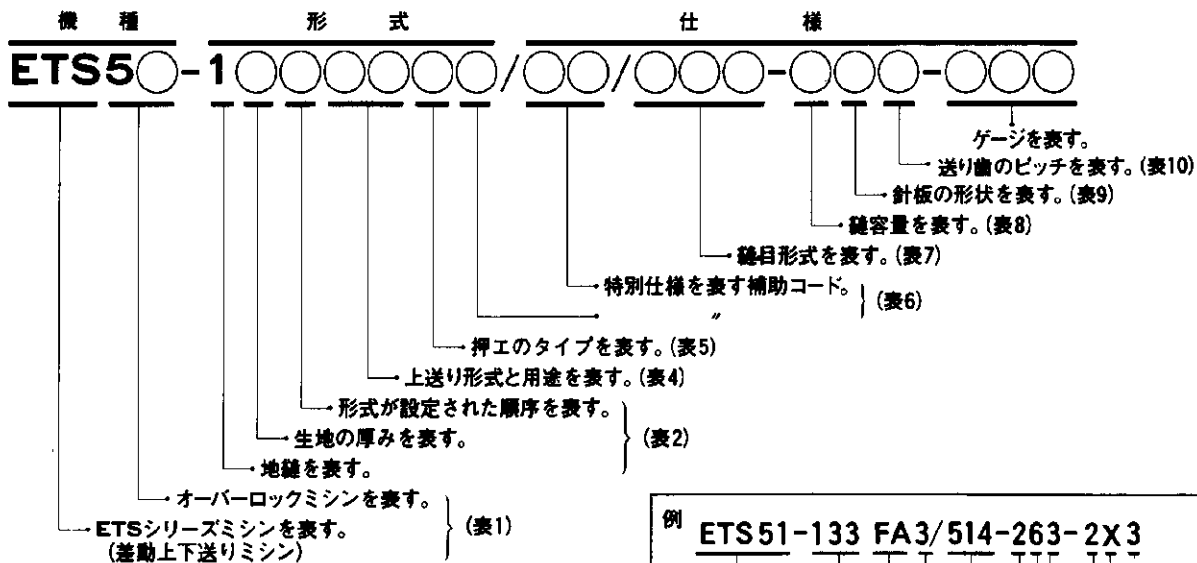 機種 形式 仕様
ETS5○-1○○○○○○/○○/○○○-○○○-○○○
ゲージを表す。
送り歯のピッチを表す。(表10)
針板の形状を表す。(表9)
縫容量を表す。(表8)
縫目形式を表す。(表7)
特別仕様を表す補助コード。
〃
(表6)
押エのタイプを表す。(表5)
上送り形式と用途を表す。(表4)
形式が設定された順序を表す。
生地の厚みを表す。
(表2)
地縫を表す。
オーバーロックミシンを表す。
ETSシリーズミシンを表す。
(表1)
(差動上下送りミシン)
例 ETS51-133 FA3/514-263-2X3